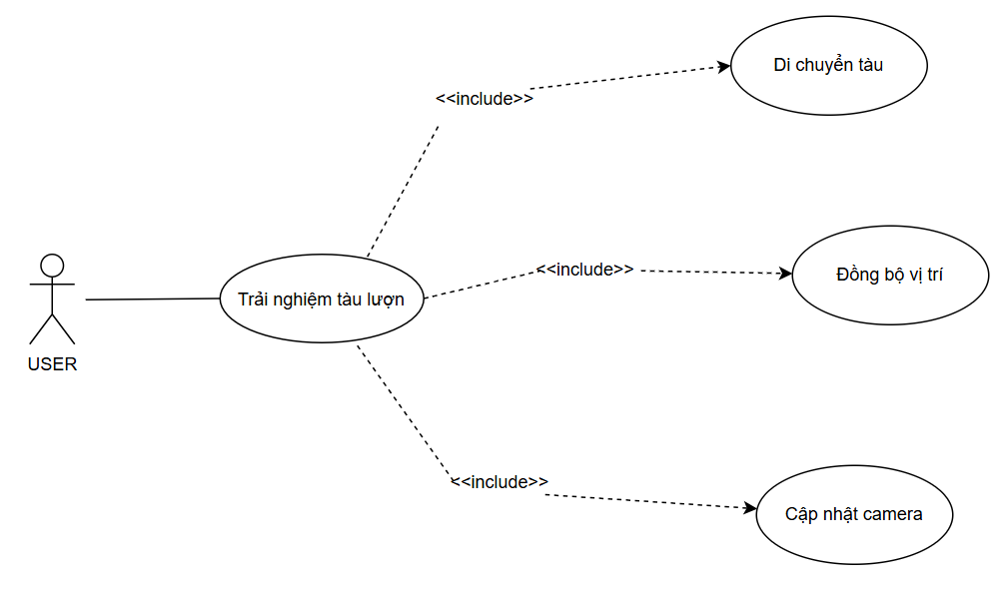 Di chuyển tàu
<<include>>
<<include>>
Đồng bộ vị trí
Trải nghiệm tàu lượn
USER
<<include>>
Cập nhật camera